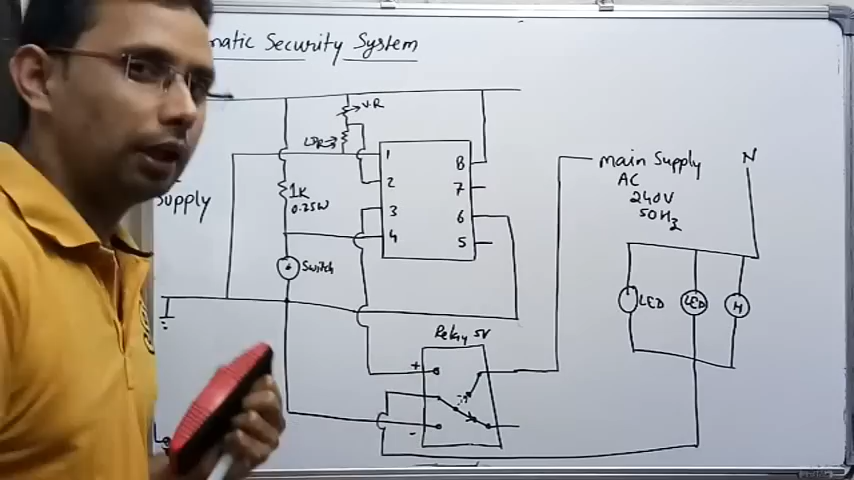 matic Security System
V.R
LDR
1
8
1K
0.25W
2
7
Supply
3
6
4
5
Switch
main Supply
N
AC
240V
50Hz
LED
LED
M
Relay 5V
+
-